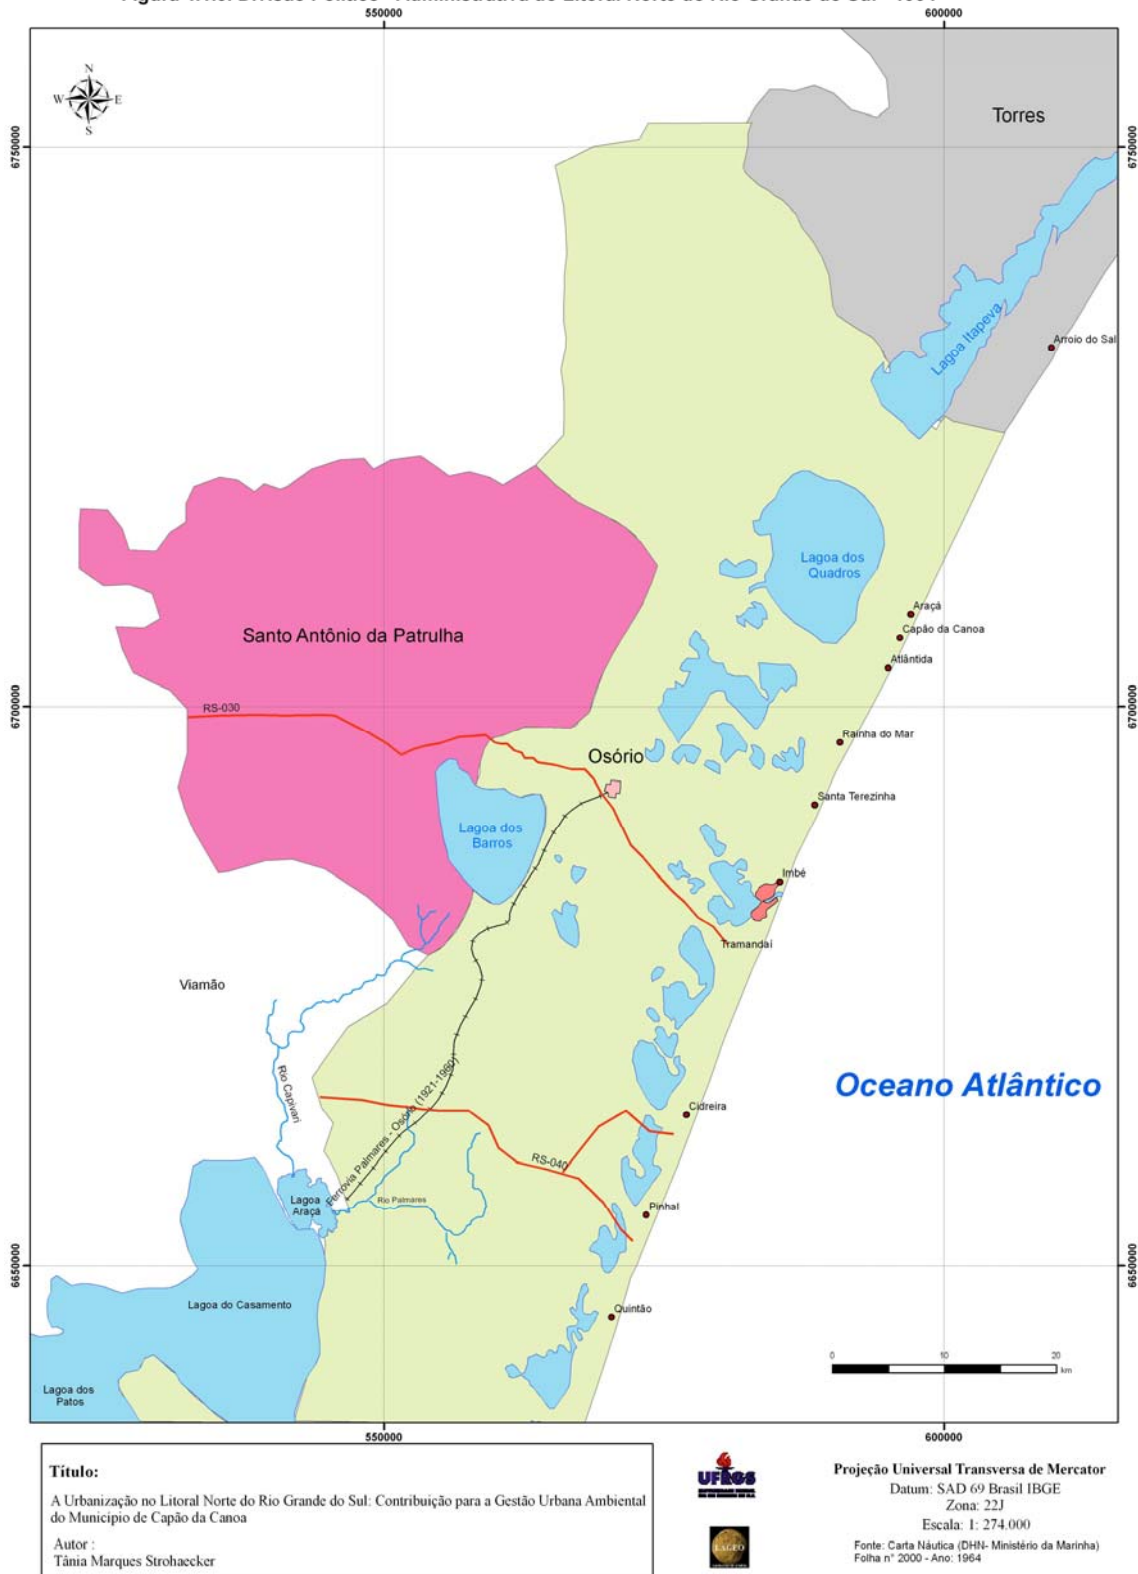 550000
600000
N
W E
S
Torres
6750000
6750000
Lagoa Itapeva
Arroio do Sal
Lagoa dos
Quadros
Araçá
Capão da Canoa
Santo Antônio da Patrulha
Atlântida
RS-030
6700000
6700000
Rainha do Mar
Osório
Santa Terezinha
Lagoa dos
Barros
Imbé
Tramandaí
Viamão
Oceano Atlântico
Rio Capivari
Ferrovia Palmares - Osório (1921-1960)
Cidreira
RS-040
Lagoa
Araçá
Rio Palmares
Pinhal
6650000
6650000
Lagoa do Casamento
Quintão
0 10 20
km
Lagoa dos
Patos
550000
600000
Título:
A Urbanização no Litoral Norte do Rio Grande do Sul: Contribuição para a Gestão Urbana Ambiental
do Município de Capão da Canoa
Autor :
Tânia Marques Strohaecker
UFRGS
LAGEO
Projeção Universal Transversa de Mercator
Datum: SAD 69 Brasil IBGE
Zona: 22J
Escala: 1: 274.000
Fonte: Carta Náutica (DHN- Ministério da Marinha)
Folha n° 2000 - Ano: 1964